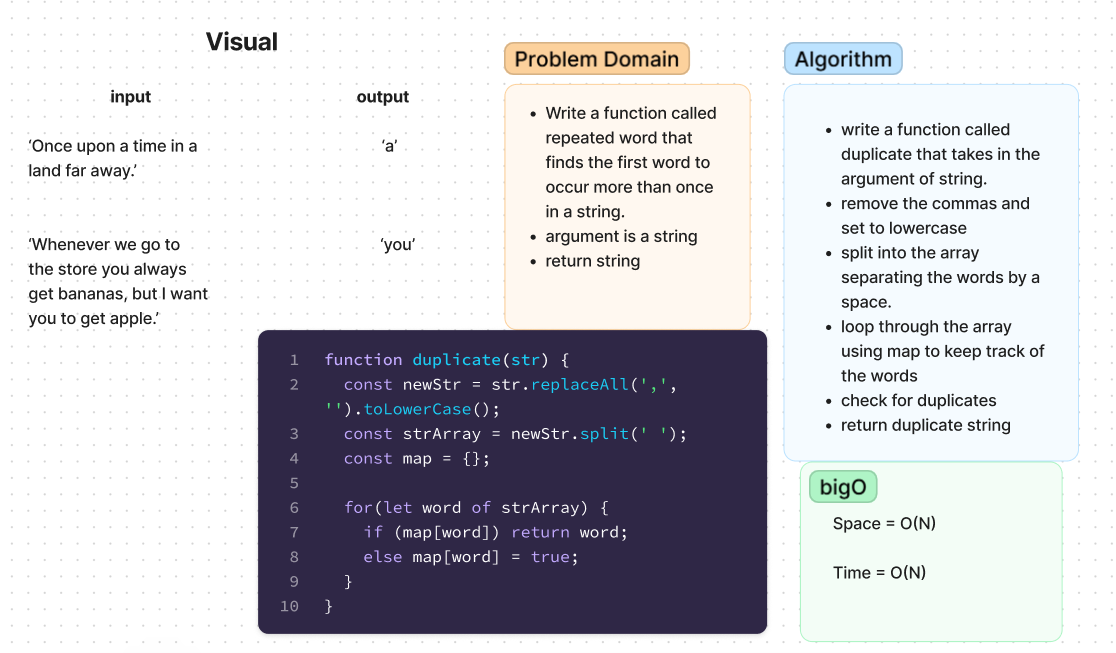 Visual
input
output
‘Once upon a time in a
land far away.’
‘a’
‘Whenever we go to
the store you always
get bananas, but I want
you to get apple.’
‘you’
Problem Domain
• Write a function called
repeated word that
finds the first word to
occur more than once
in a string.
• argument is a string
• return string
Algorithm
• write a function called
duplicate that takes in the
argument of string.
• remove the commas and
set to lowercase
• split into the array
separating the words by a
space.
• loop through the array
using map to keep track of
the words
• check for duplicates
• return duplicate string
1 function duplicate(str) {
2   const newStr = str.replaceAll(',',
'').toLowerCase();
3   const strArray = newStr.split(' ');
4   const map = {};
5
6   for(let word of strArray) {
7     if (map[word]) return word;
8     else map[word] = true;
9   }
10 }
bigO
Space = O(N)
Time = O(N)